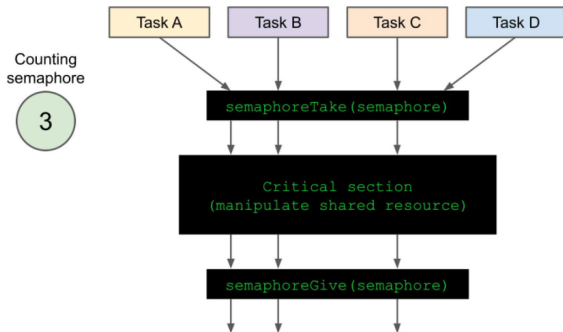 Task A
Task B
Task C
Task D
Counting
semaphore
3
semaphoreTake(semaphore)
Critical section
(manipulate shared resource)
semaphoreGive(semaphore)